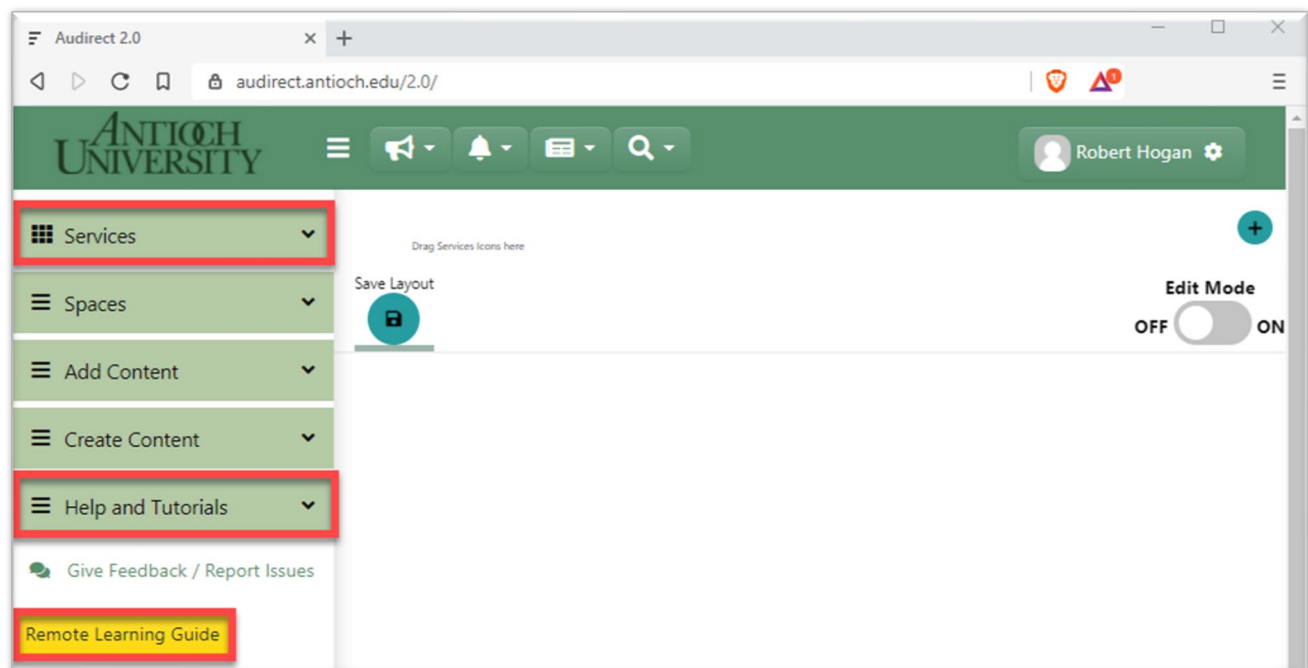 Audirect 2.0
audirect.antioch.edu/2.0/
1
ANTIOCH
UNIVERSITY
Robert Hogan
Services
Drag Services Icons here
Spaces
Save Layout
Edit Mode
OFF
ON
Add Content
Create Content
Help and Tutorials
Give Feedback / Report Issues
Remote Learning Guide